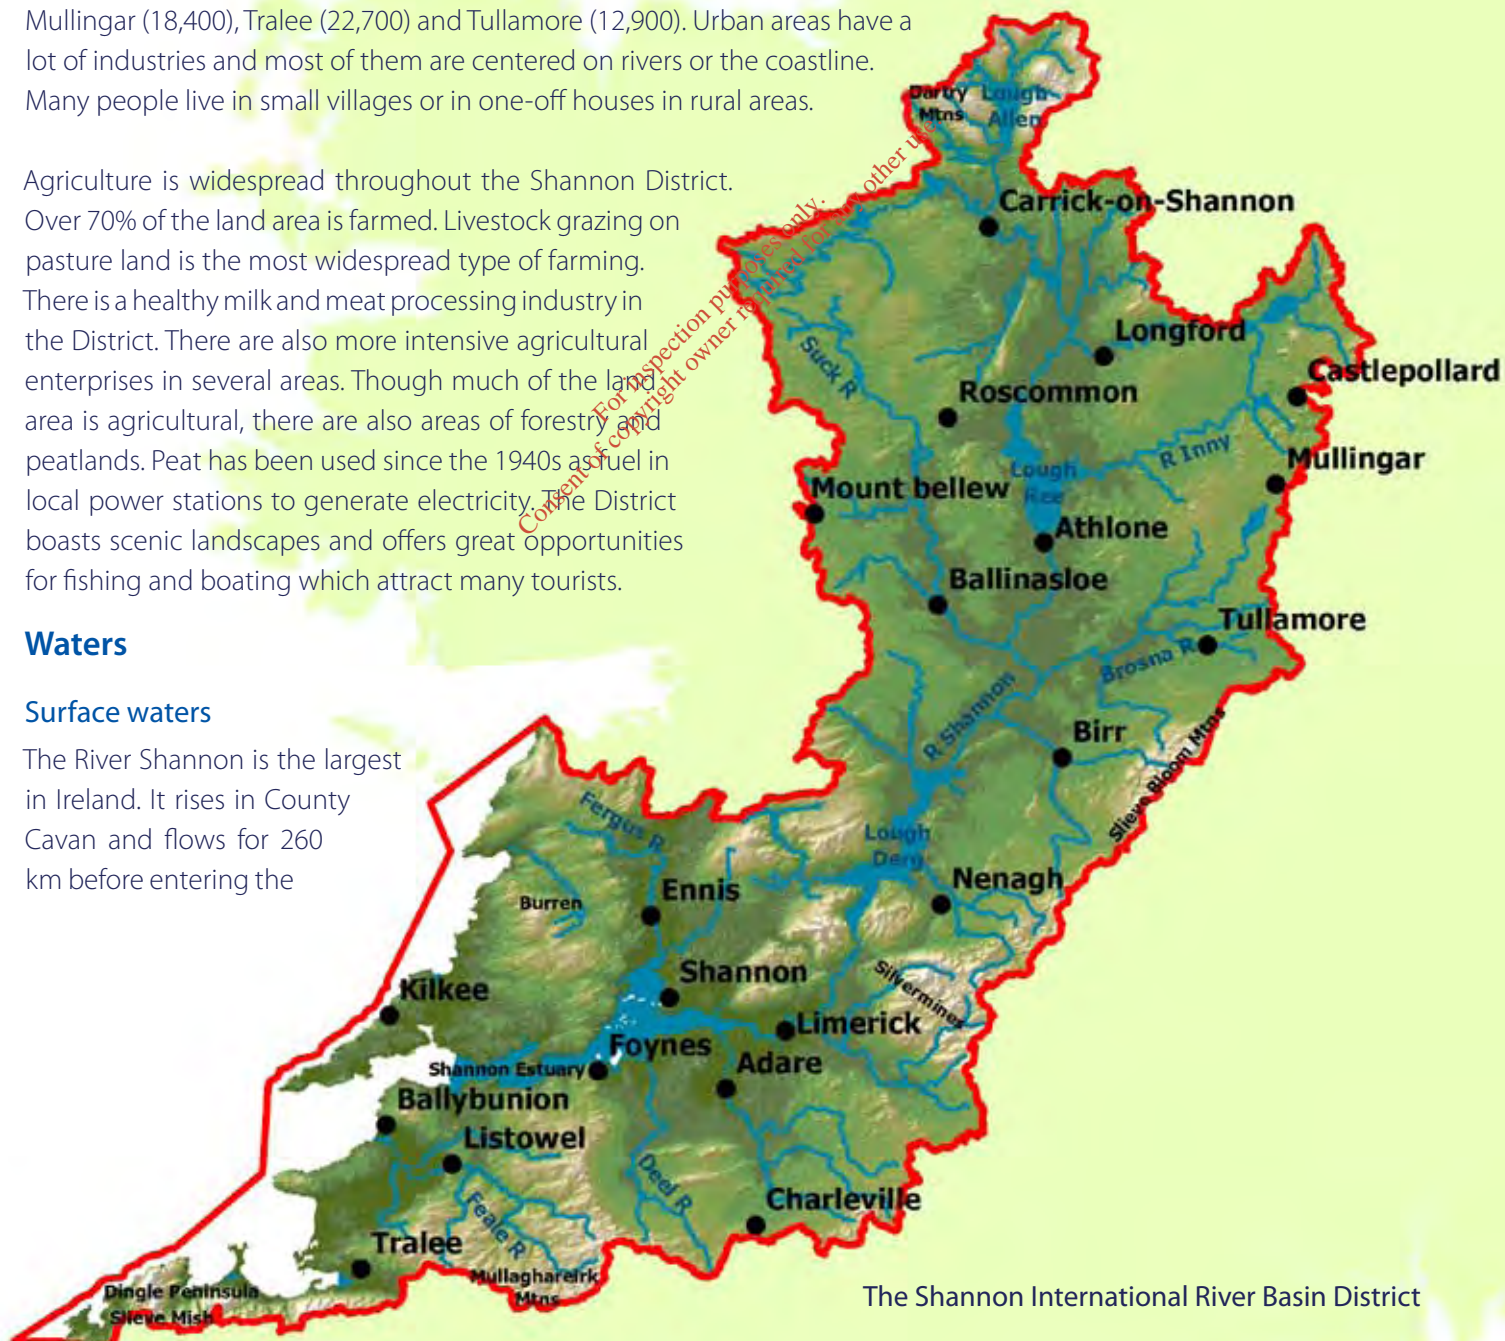 Mullingar (18,400), Tralee (22,700) and Tullamore (12,900). Urban areas have a
lot of industries and most of them are centered on rivers or the coastline.
Many people live in small villages or in one-off houses in rural areas.
Agriculture is widespread throughout the Shannon District.
Over 70% of the land area is farmed. Livestock grazing on
pasture land is the most widespread type of farming.
There is a healthy milk and meat processing industry in
the District. There are also more intensive agricultural
enterprises in several areas. Though much of the land
area is agricultural, there are also areas of forestry and
peatlands. Peat has been used since the 1940s as fuel in
local power stations to generate electricity. The District
boasts scenic landscapes and offers great opportunities
for fishing and boating which attract many tourists.
Waters
Surface waters
The River Shannon is the largest
in Ireland. It rises in County
Cavan and flows for 260
km before entering the
For inspection purposes only.
Consent of copyright owner required for any other use.
Dartry
Mtns
Lough
Allen
Carrick-on-Shannon
Longford
Castlepollard
Suck R
Roscommon
R Inny
Mullingar
Lough
Ree
Mount bellew
Athlone
Ballinasloe
Tullamore
Brosna R
R Shannon
Birr
Slieve Bloom Mtns
Fergus R
Lough
Derg
Nenagh
Ennis
Burren
Shannon
Silvermines
Kilkee
Limerick
Foynes
Adare
Shannon Estuary
Ballybunion
Listowel
Deel R
Feale R
Charleville
Tralee
Mullaghareirk
Mtns
Dingle Peninsula
Slieve Mish
The Shannon International River Basin District